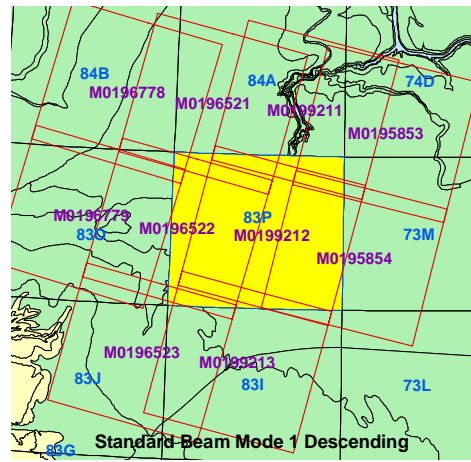 84B
84A
74D
M0196778
M0196521
M0199211
M0195853
M0196779
83O
M0196522
83P
M0199212
73M
M0195854
M0196523
M0199213
83J
83I
73L
83G
Standard Beam Mode 1 Descending